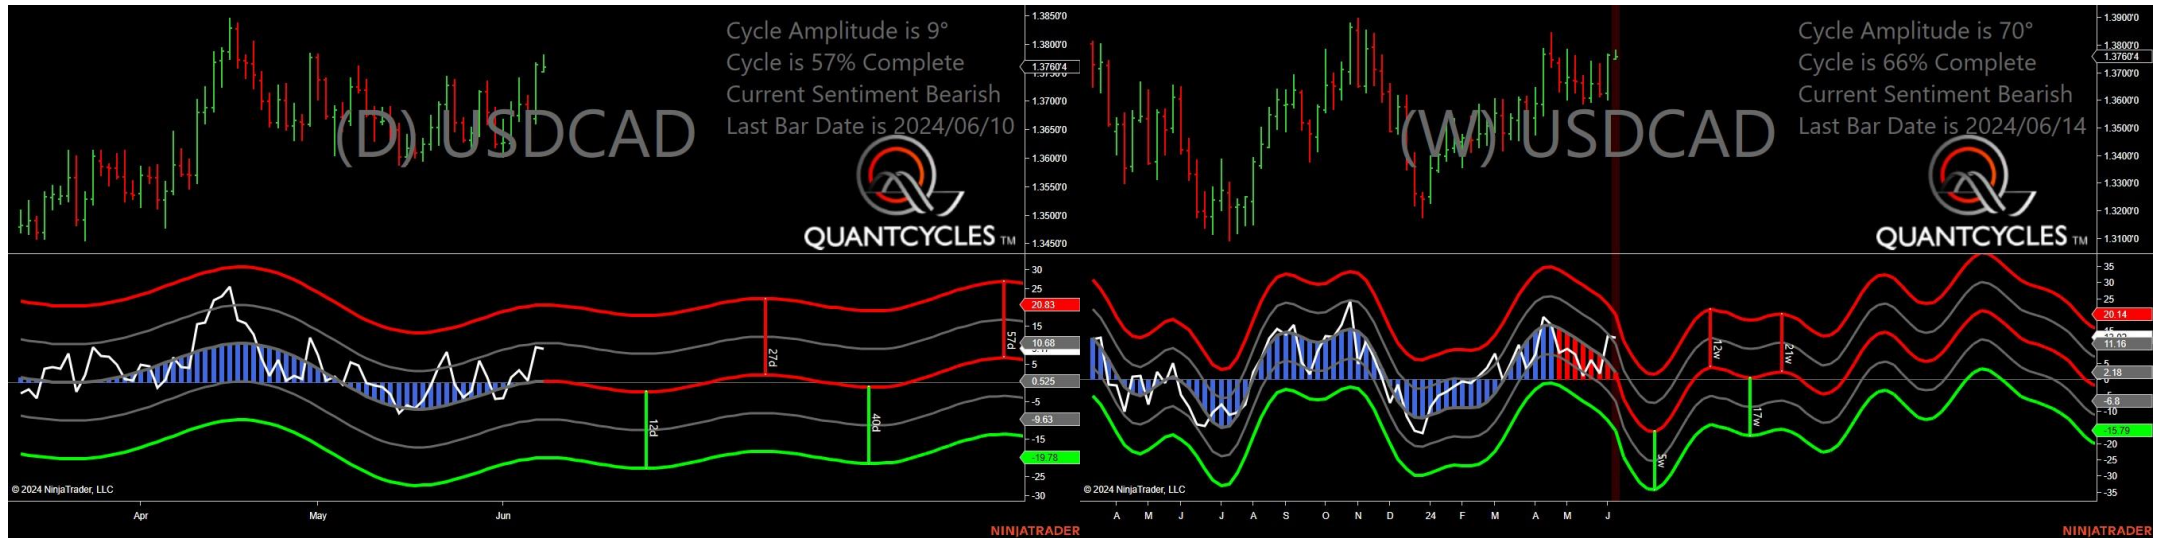 Cycle Amplitude is 9°
Cycle is 57% Complete
Current Sentiment Bearish
Last Bar Date is 2024/06/10
(D) USDCAD
QUANTCYCLES TM
1.3850'0
1.3800'0
1.3760'4
1.3700'0
1.3650'0
1.3600'0
1.3550'0
1.3500'0
1.3450'0
30
25
20.83
15
10.68
5
0.525
-5
-9.63
-15
-19.78
-25
-30
12d
27d
40d
57d
© 2024 NinjaTrader, LLC
Apr May Jun
NINJATRADER
Cycle Amplitude is 70°
Cycle is 66% Complete
Current Sentiment Bearish
Last Bar Date is 2024/06/14
(W) USDCAD
QUANTCYCLES TM
1.3900'0
1.3800'0
1.3760'4
1.3700'0
1.3600'0
1.3500'0
1.3400'0
1.3300'0
1.3200'0
1.3100'0
35
30
25
20.14
11.16
5
2.18
-6.8
-10
-15.79
-20
-25
-30
-35
5w
12w
17w
21w
© 2024 NinjaTrader, LLC
A M J J A S O N D 24 F M A M J
NINJATRADER